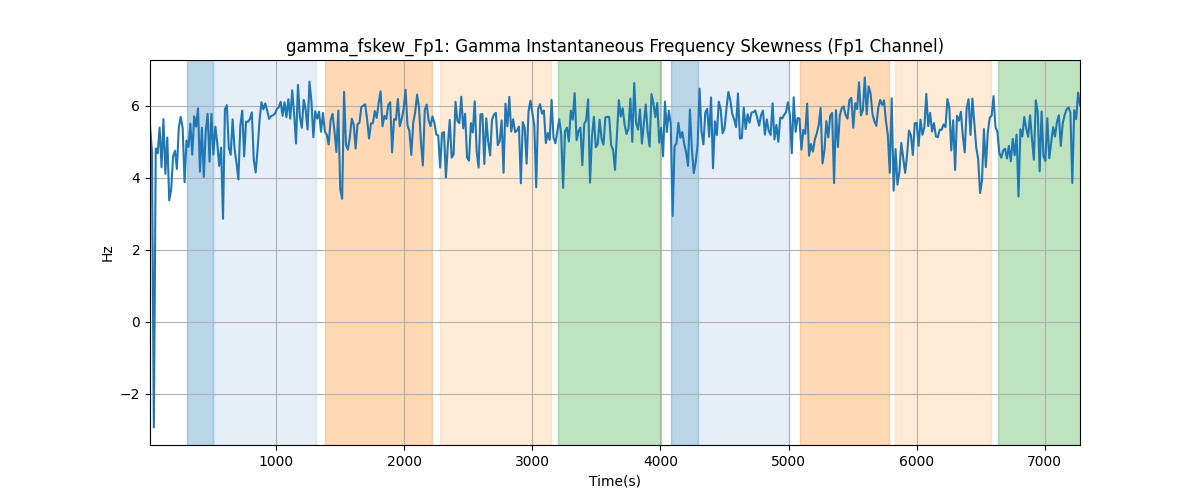 gamma_fskew_Fp1: Gamma Instantaneous Frequency Skewness (Fp1 Channel)
6
4
2
0
−2
Hz
1000 2000 3000 4000 5000 6000 7000
Time(s)